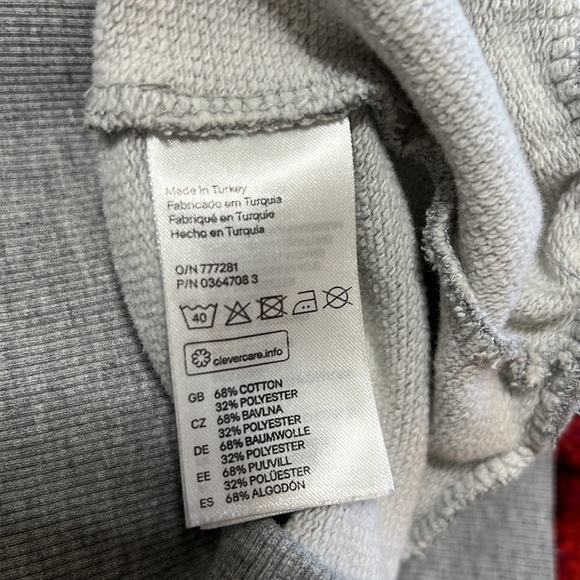 Made in Turkey
Fabricado em Turquia
Fabriqué en Turquie
Hecho en Turquía
O/N 777281
P/N 0364708 3
40
clevercare.info
GB 68% COTTON
32% POLYESTER
CZ 68% BAVLNA
32% POLYESTER
DE 68% BAUMWOLLE
32% POLYESTER
EE 68% PUUVILL
32% POLÜESTER
ES 68% ALGODÓN